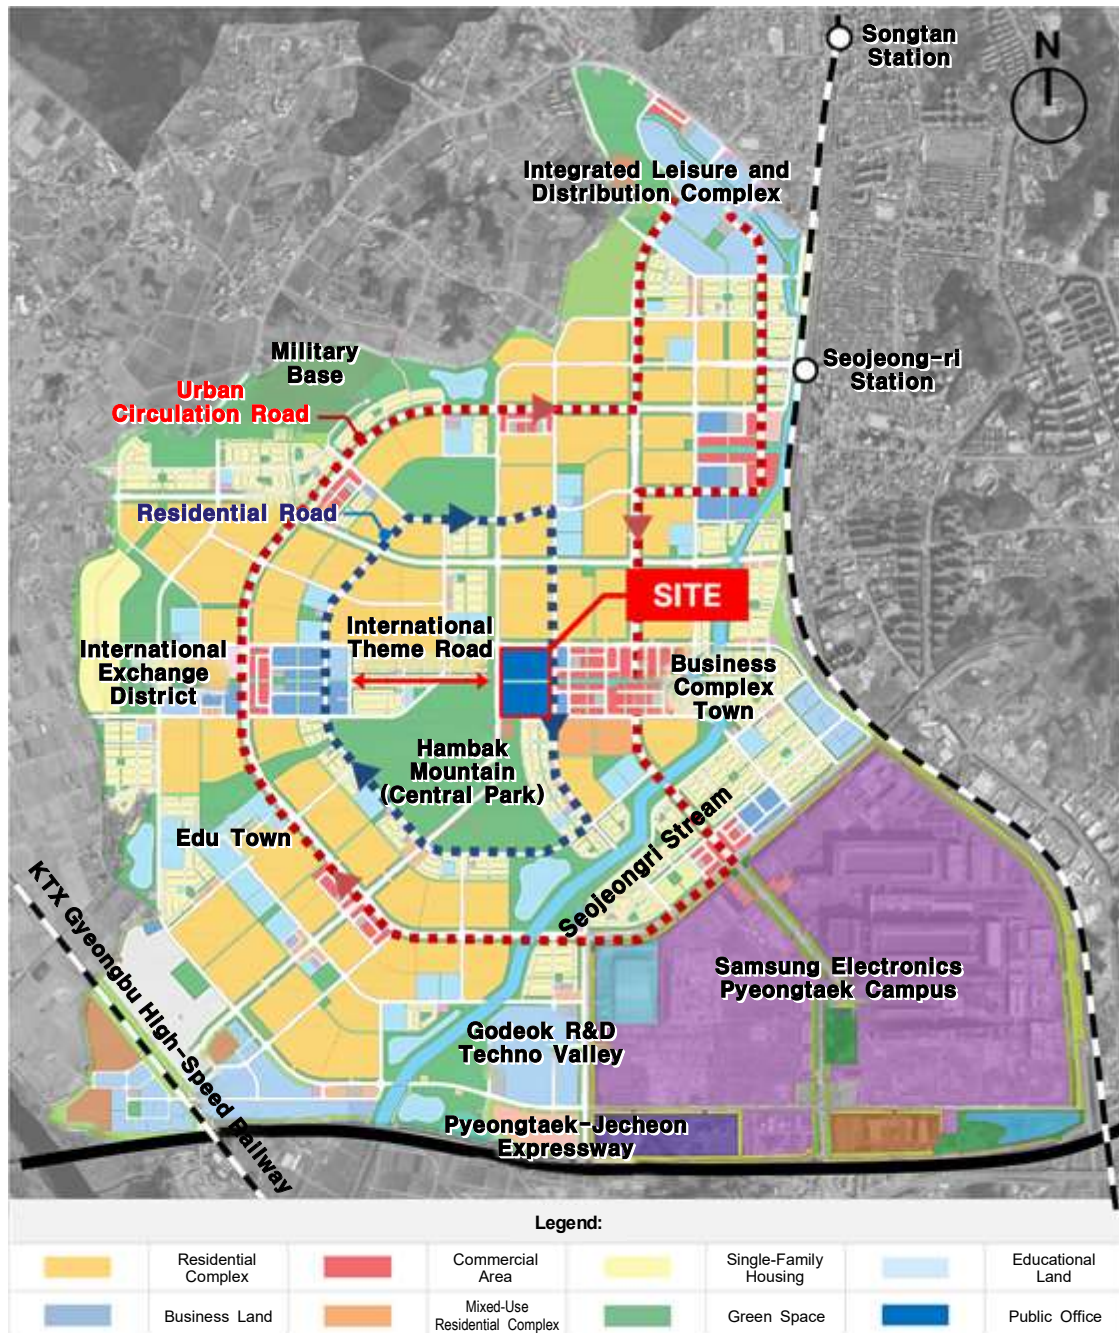 Songtan
Station
N
Integrated Leisure and
Distribution Complex
Military
Base
Seojeong-ri
Station
Urban
Circulation Road
Residential Road
SITE
International
Theme Road
International
Exchange
District
Business
Complex
Town
Hambak
Mountain
(Central Park)
Edu Town
Seojeongri Stream
KTX Gyeongbu High-Speed Railway
Samsung Electronics
Pyeongtaek Campus
Godeok R&D
Techno Valley
Pyeongtaek-Jecheon
Expressway
Legend:
Residential
Complex
Commercial
Area
Single-Family
Housing
Educational
Land
Business Land
Mixed-Use
Residential Complex
Green Space
Public Office